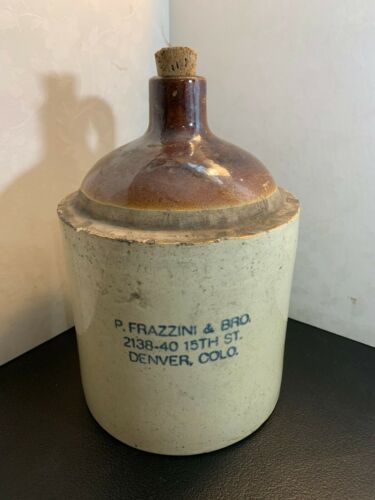 P. FRAZZINI & BRO.
2138-40 15TH ST.
DENVER, COLO.